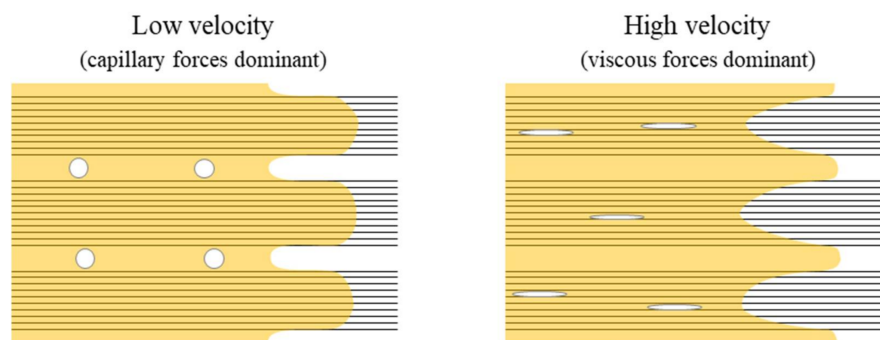 Low velocity
(capillary forces dominant)
High velocity
(viscous forces dominant)